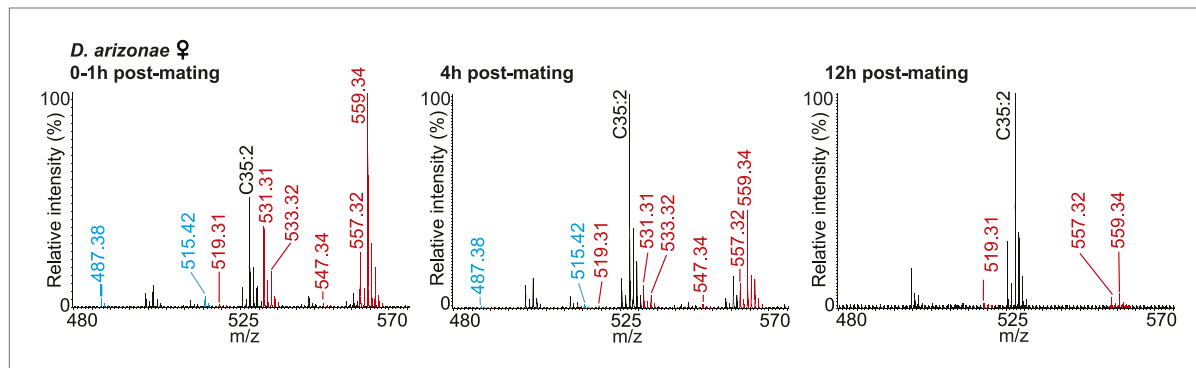 D. arizonae ♀
0-1h post-mating
Relative intensity (%)
100
0
487.38
515.42
519.31
C35:2
531.31
533.32
547.34
557.32
559.34
480
525
570
m/z
4h post-mating
Relative intensity (%)
100
0
487.38
515.42
519.31
C35:2
531.31
533.32
547.34
557.32
559.34
480
525
570
m/z
12h post-mating
Relative intensity (%)
100
0
519.31
C35:2
557.32
559.34
480
525
570
m/z